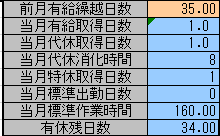 前月有給繰越日数 35.00
当月有給取得日数 1.0
当月代休取得日数 1.0
当月代休消化時間 8
当月特休取得日数 1
当月標準出勤日数 0
当月標準作業時間 160.00
有休残日数 34.00